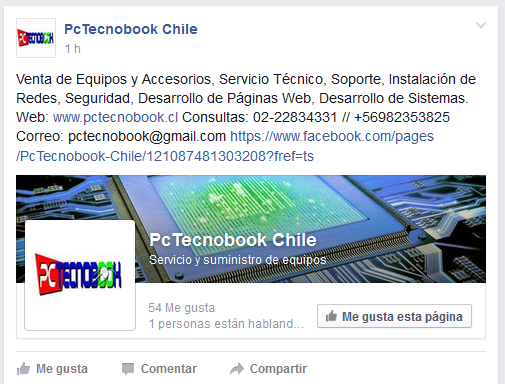 PCTECNOBOOK
PcTecnobook Chile
1 h
Venta de Equipos y Accesorios, Servicio Técnico, Soporte, Instalación de
Redes, Seguridad, Desarrollo de Páginas Web, Desarrollo de Sistemas.
Web: www.pctecnobook.cl Consultas: 02-22834331 // +56982353825
Correo: pctecnobook@gmail.com https://www.facebook.com/pages
/PcTecnobook-Chile/121087481303208?fref=ts
PCTECNOBOOK
PcTecnobook Chile
Servicio y suministro de equipos
54 Me gusta
1 personas están habland...
Me gusta esta página
Me gusta Comentar Compartir